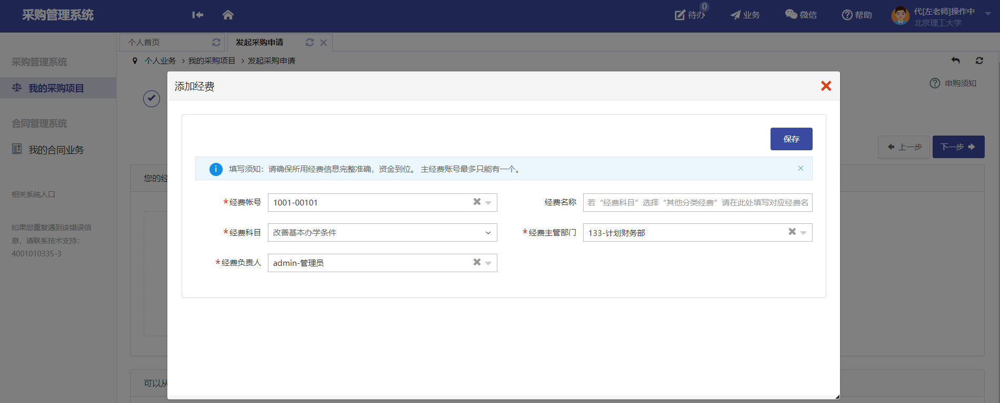 采购管理系统
待办
0
业务
微信
帮助
代[左老师]操作中
北京理工大学
个人首页
发起采购申请
采购管理系统
我的采购项目
合同管理系统
我的合同业务
相关系统入口
如果您重复遇到该错误信
息，请联系技术支持：
4001010335-3
个人业务 > 我的采购项目 > 发起采购申请
申购须知
上一步
下一步
您的经
可以从
添加经费
保存
填写须知：请确保所用经费信息完整准确，资金到位。 主经费账号最多只能有一个。
*经费帐号 1001-00101
经费名称 若“经费科目”选择“其他分类经费”请在此处填写对应经费名
*经费科目 改善基本办学条件
*经费主管部门 133-计划财务部
*经费负责人 admin-管理员